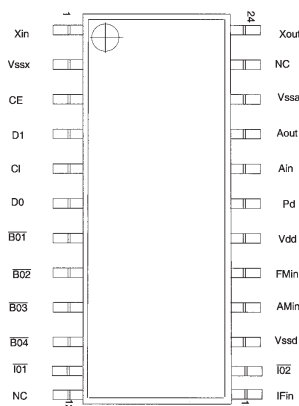 1 24
Xin Xout
Vssx NC
CE Vssa
D1 Aout
CI Ain
D0 Pd
B01 Vdd
B02 FMin
B03 AMin
B04 Vssd
I01 I02
NC IFin